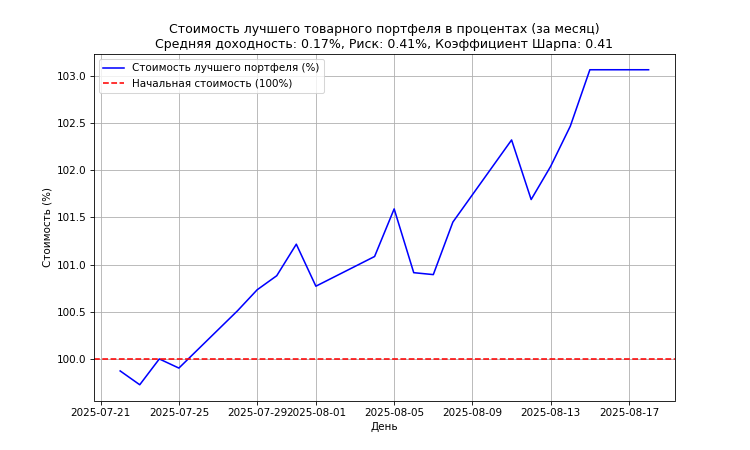 Стоимость лучшего товарного портфеля в процентах (за месяц)
Средняя доходность: 0.17%, Риск: 0.41%, Коэффициент Шарпа: 0.41
Стоимость лучшего портфеля (%)
Начальная стоимость (100%)
Стоимость (%)
103.0
102.5
102.0
101.5
101.0
100.5
100.0
2025-07-21 2025-07-25 2025-07-29 2025-08-01 2025-08-05 2025-08-09 2025-08-13 2025-08-17
День